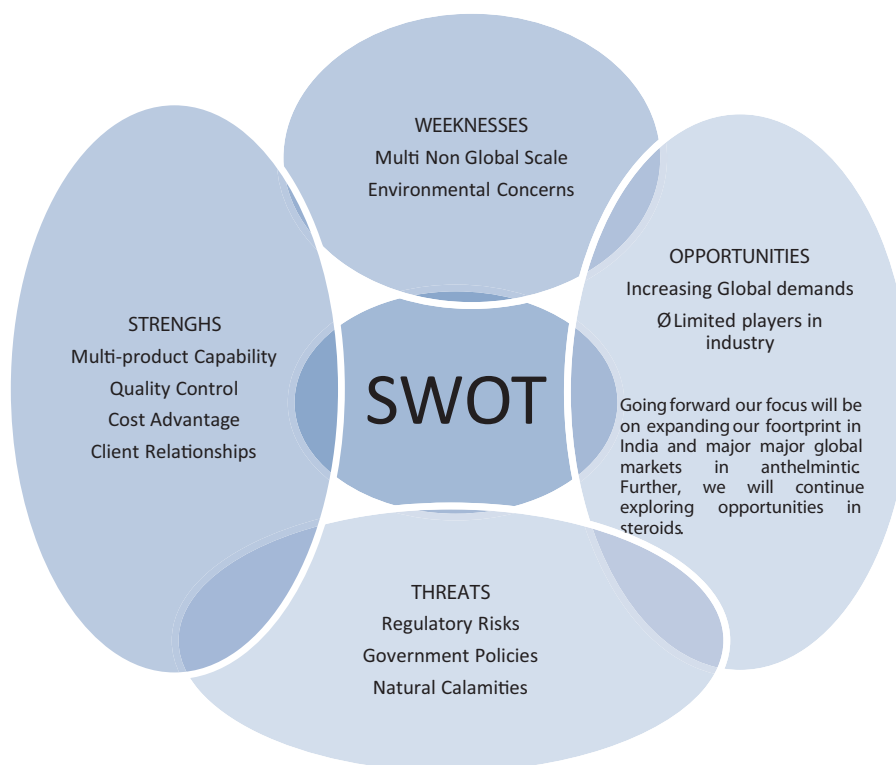 WEEKNESSES
Multi Non Global Scale
Environmental Concerns
OPPORTUNITIES
Increasing Global demands
ØLimited players in
industry
Going forward our focus will be
on expanding our foortprint in
India and major major global
markets in anthelmintic.
Further, we will continue
exploring opportunities in
steroids.
STRENGHS
Multi-product Capability
Quality Control
Cost Advantage
Client Relationships
SWOT
THREATS
Regulatory Risks
Government Policies
Natural Calamities